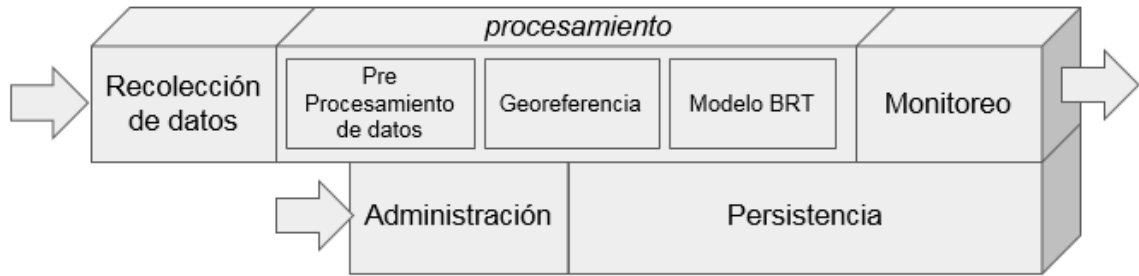 procesamiento
Recolección
de datos
Pre
Procesamiento
de datos
Georeferencia
Modelo BRT
Monitoreo
Administración
Persistencia